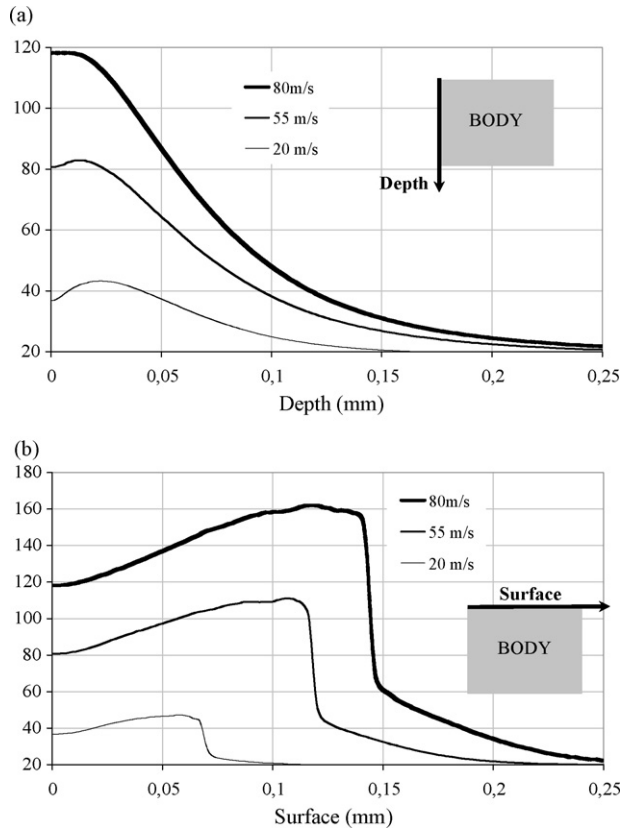 (a)
120
100
80
60
40
20
80m/s
55 m/s
20 m/s
BODY
Depth
0
0,05
0,1
0,15
0,2
0,25
Depth (mm)
(b)
180
160
140
120
100
80
60
40
20
80m/s
55 m/s
20 m/s
Surface
BODY
0
0,05
0,1
0,15
0,2
0,25
Surface (mm)